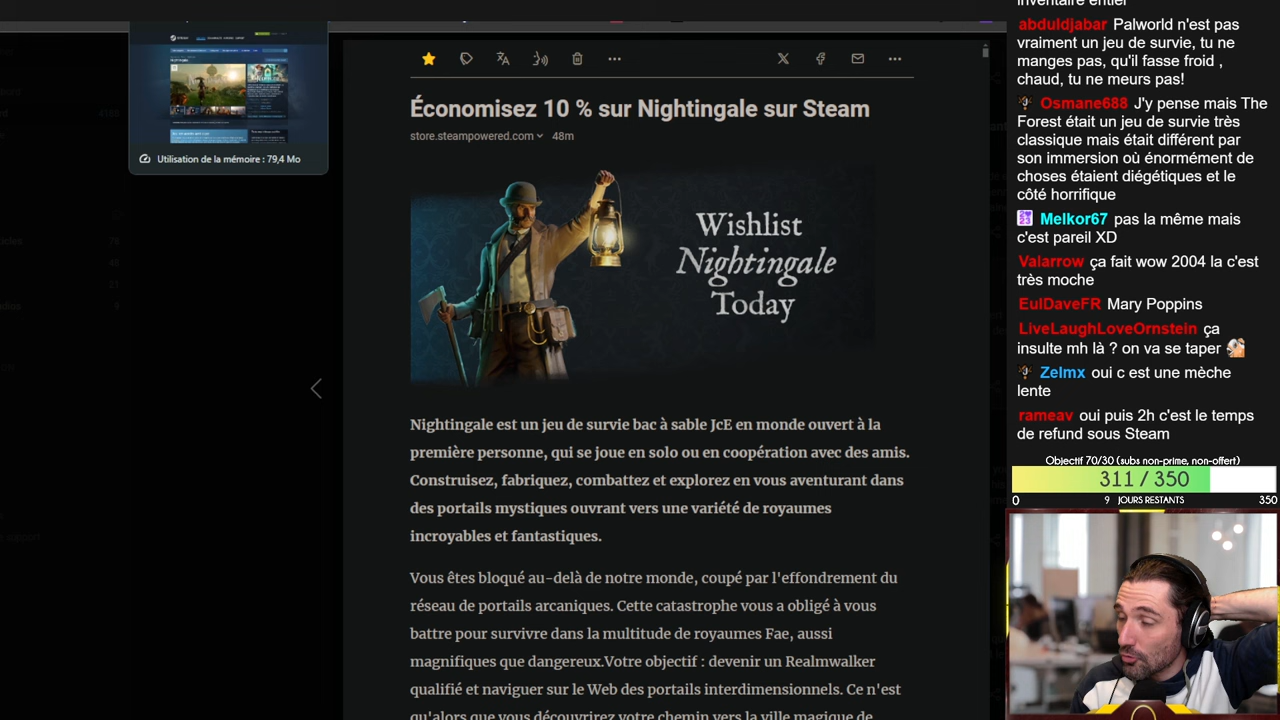 Utilisation de la mémoire : 79,4 Mo
Économisez 10 % sur Nightingale sur Steam
store.steampowered.com 48m
Wishlist
Nightingale
Today
Nightingale est un jeu de survie bac à sable JcE en monde ouvert à la
première personne, qui se joue en solo ou en coopération avec des amis.
Construisez, fabriquez, combattez et explorez en vous aventurant dans
des portails mystiques ouvrant vers une variété de royaumes
incroyables et fantastiques.
Vous êtes bloqué au-delà de notre monde, coupé par l'effondrement du
réseau de portails arcaniques. Cette catastrophe vous a obligé à vous
battre pour survivre dans la multitude de royaumes Fae, aussi
magnifiques que dangereux.Votre objectif : devenir un Realmwalker
qualifié et naviguer sur le Web des portails interdimensionnels. Ce n'est
qu'alors que vous découvrirez votre chemin vers la ville magique de
inventaire entier
abduldjabar Palworld n'est pas
vraiment un jeu de survie, tu ne
manges pas, qu'il fasse froid ,
chaud, tu ne meurs pas!
Osmane688 J'y pense mais The
Forest était un jeu de survie très
classique mais était différent par
son immersion où énormément de
choses étaient diégétiques et le
côté horrifique
Melkor67 pas la même mais
c'est pareil XD
Valarrow ça fait wow 2004 la c'est
très moche
EulDaveFR Mary Poppins
LiveLaughLoveOrnstein ça
insulte mh là ? on va se taper
Zelmx oui c est une mèche
lente
rameav oui puis 2h c'est le temps
de refund sous Steam
Objectif 70/30 (subs non-prime, non-offert)
311 / 350
0 9 JOURS RESTANTS 350